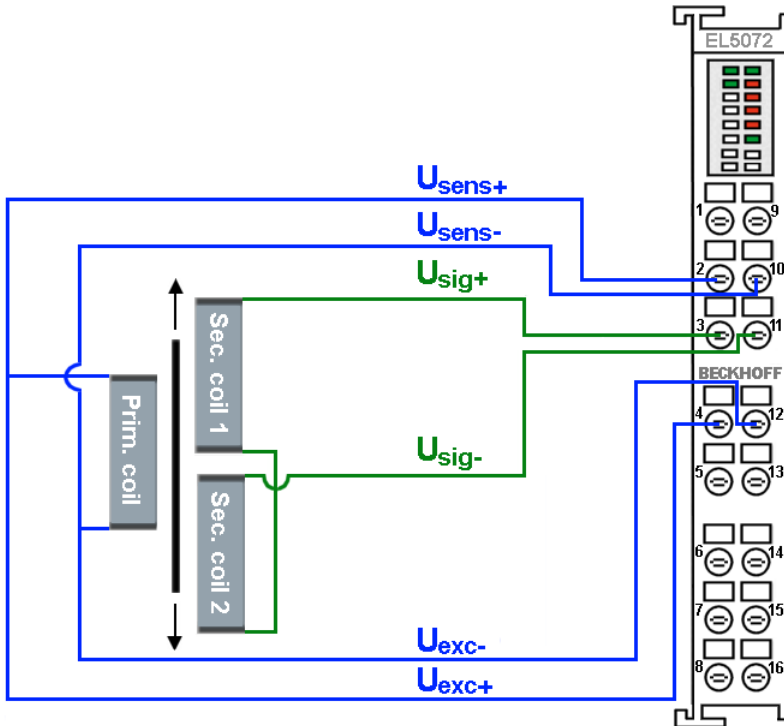 EL5072
Usens+
1
9
Usens-
2
10
Usig+
3
11
BECKHOFF
Sec. coil 1
Prim. coil
4
12
Usig-
5
13
Sec. coil 2
6
14
7
15
Uexc-
8
16
Uexc+